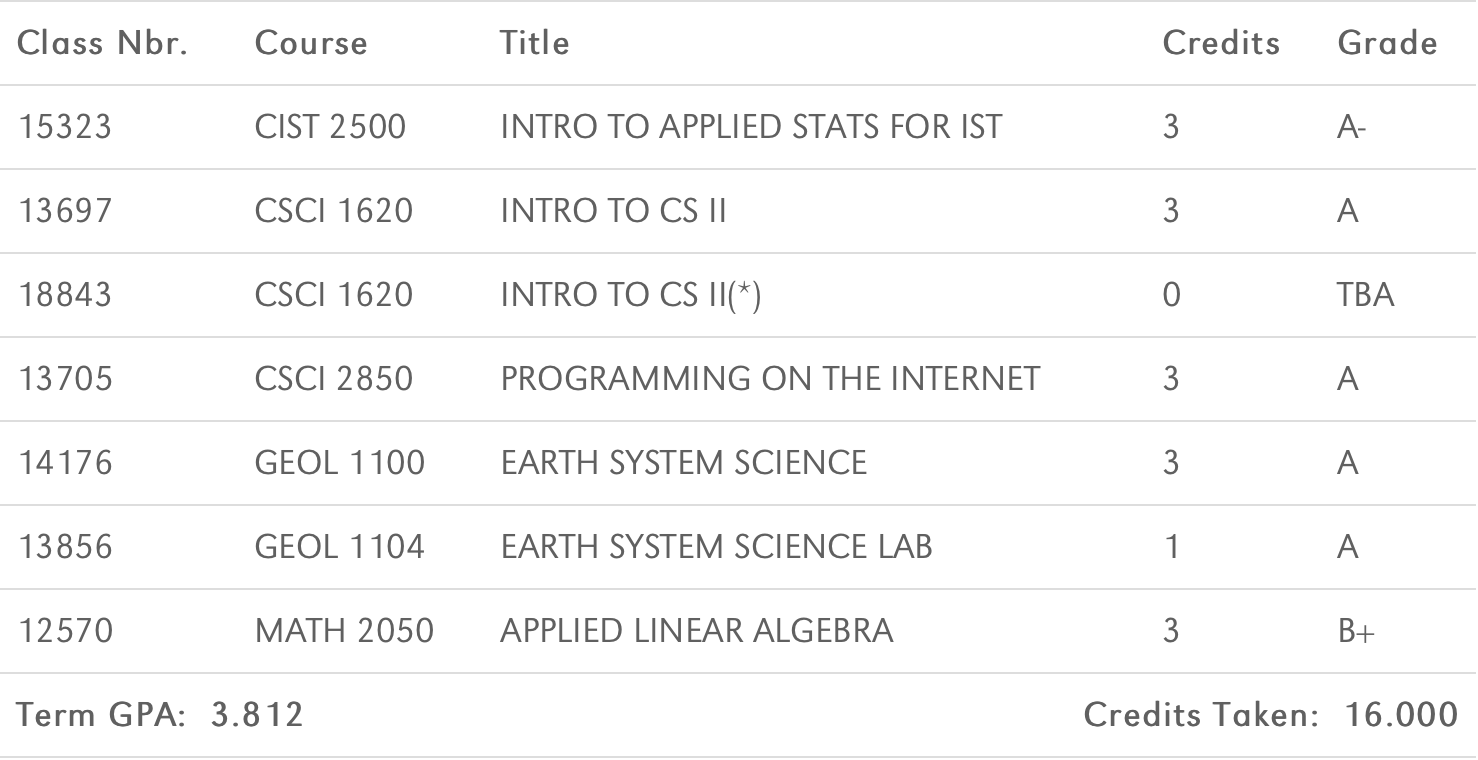 Class Nbr. Course Title Credits Grade
15323 CIST 2500 INTRO TO APPLIED STATS FOR IST 3 A-
13697 CSCI 1620 INTRO TO CS II 3 A
18843 CSCI 1620 INTRO TO CS II(*) 0 TBA
13705 CSCI 2850 PROGRAMMING ON THE INTERNET 3 A
14176 GEOL 1100 EARTH SYSTEM SCIENCE 3 A
13856 GEOL 1104 EARTH SYSTEM SCIENCE LAB 1 A
12570 MATH 2050 APPLIED LINEAR ALGEBRA 3 B+
Term GPA: 3.812 Credits Taken: 16.000